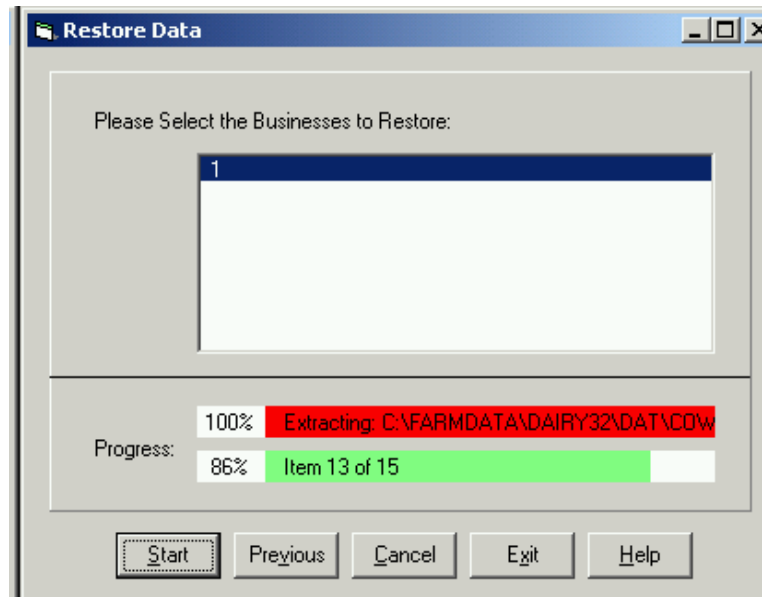 Restore Data
Please Select the Businesses to Restore:
1
100% Extracting: C:\FARMDATA\DAIRY32\DAT\COW
Progress:
86% Item 13 of 15
Start Previous Cancel Exit Help